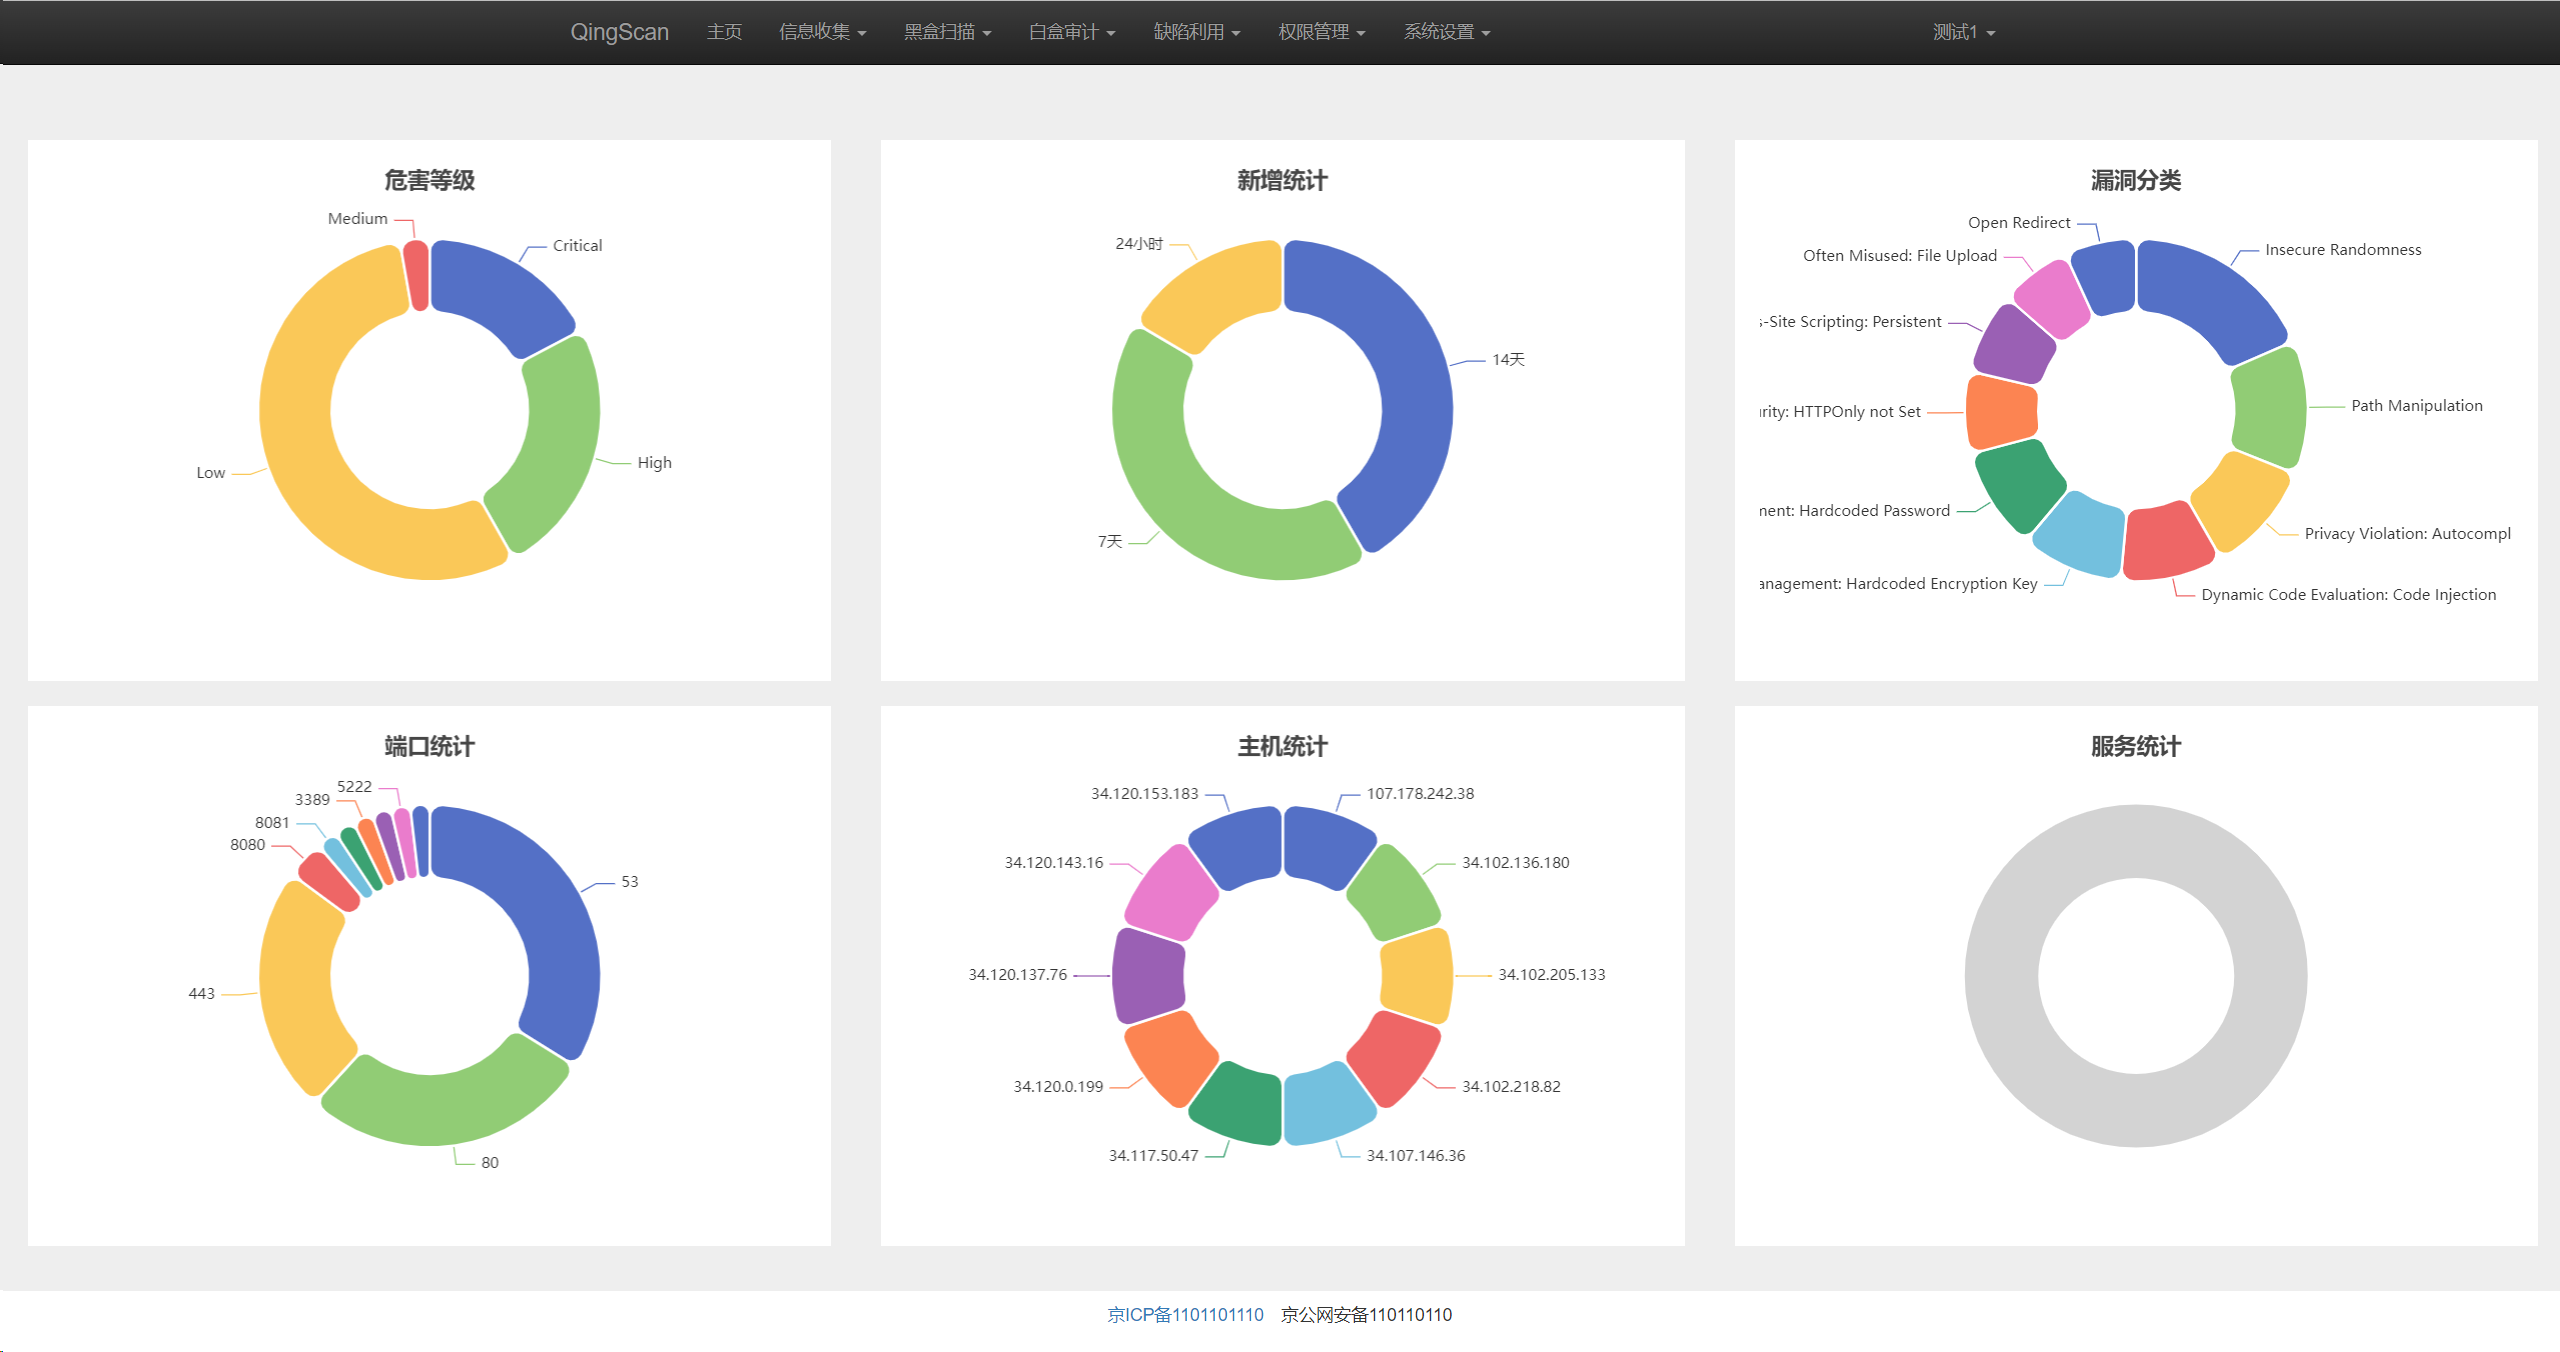 QingScan 主页 信息收集 黑盒扫描 白盒审计 缺陷利用 权限管理 系统设置 测试1
危害等级
Medium
Critical
High
Low
新增统计
24小时
14天
7天
漏洞分类
Open Redirect
Insecure Randomness
Often Misused: File Upload
s-Site Scripting: Persistent
Path Manipulation
rity: HTTPOnly not Set
nent: Hardcoded Password
Privacy Violation: Autocompl
anagement: Hardcoded Encryption Key
Dynamic Code Evaluation: Code Injection
端口统计
5222
3389
8081
8080
53
443
80
主机统计
34.120.153.183
107.178.242.38
34.120.143.16
34.102.136.180
34.120.137.76
34.102.205.133
34.120.0.199
34.102.218.82
34.117.50.47
34.107.146.36
服务统计
京ICP备1101101110 京公网安备110110110